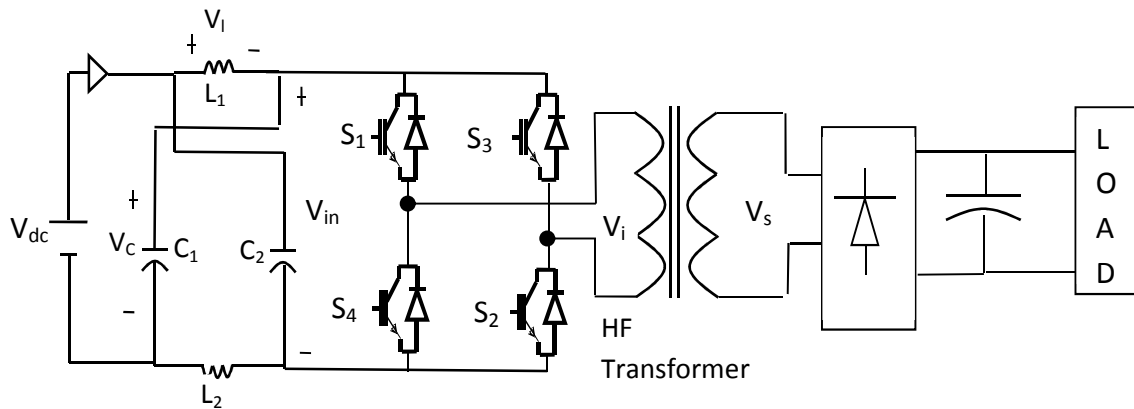 V_l
+
–
L_1
+
S_1
S_3
+
V_dc
V_C
C_1
C_2
V_in
–
S_4
S_2
–
L_2
V_i
V_s
HF
Transformer
L
O
A
D